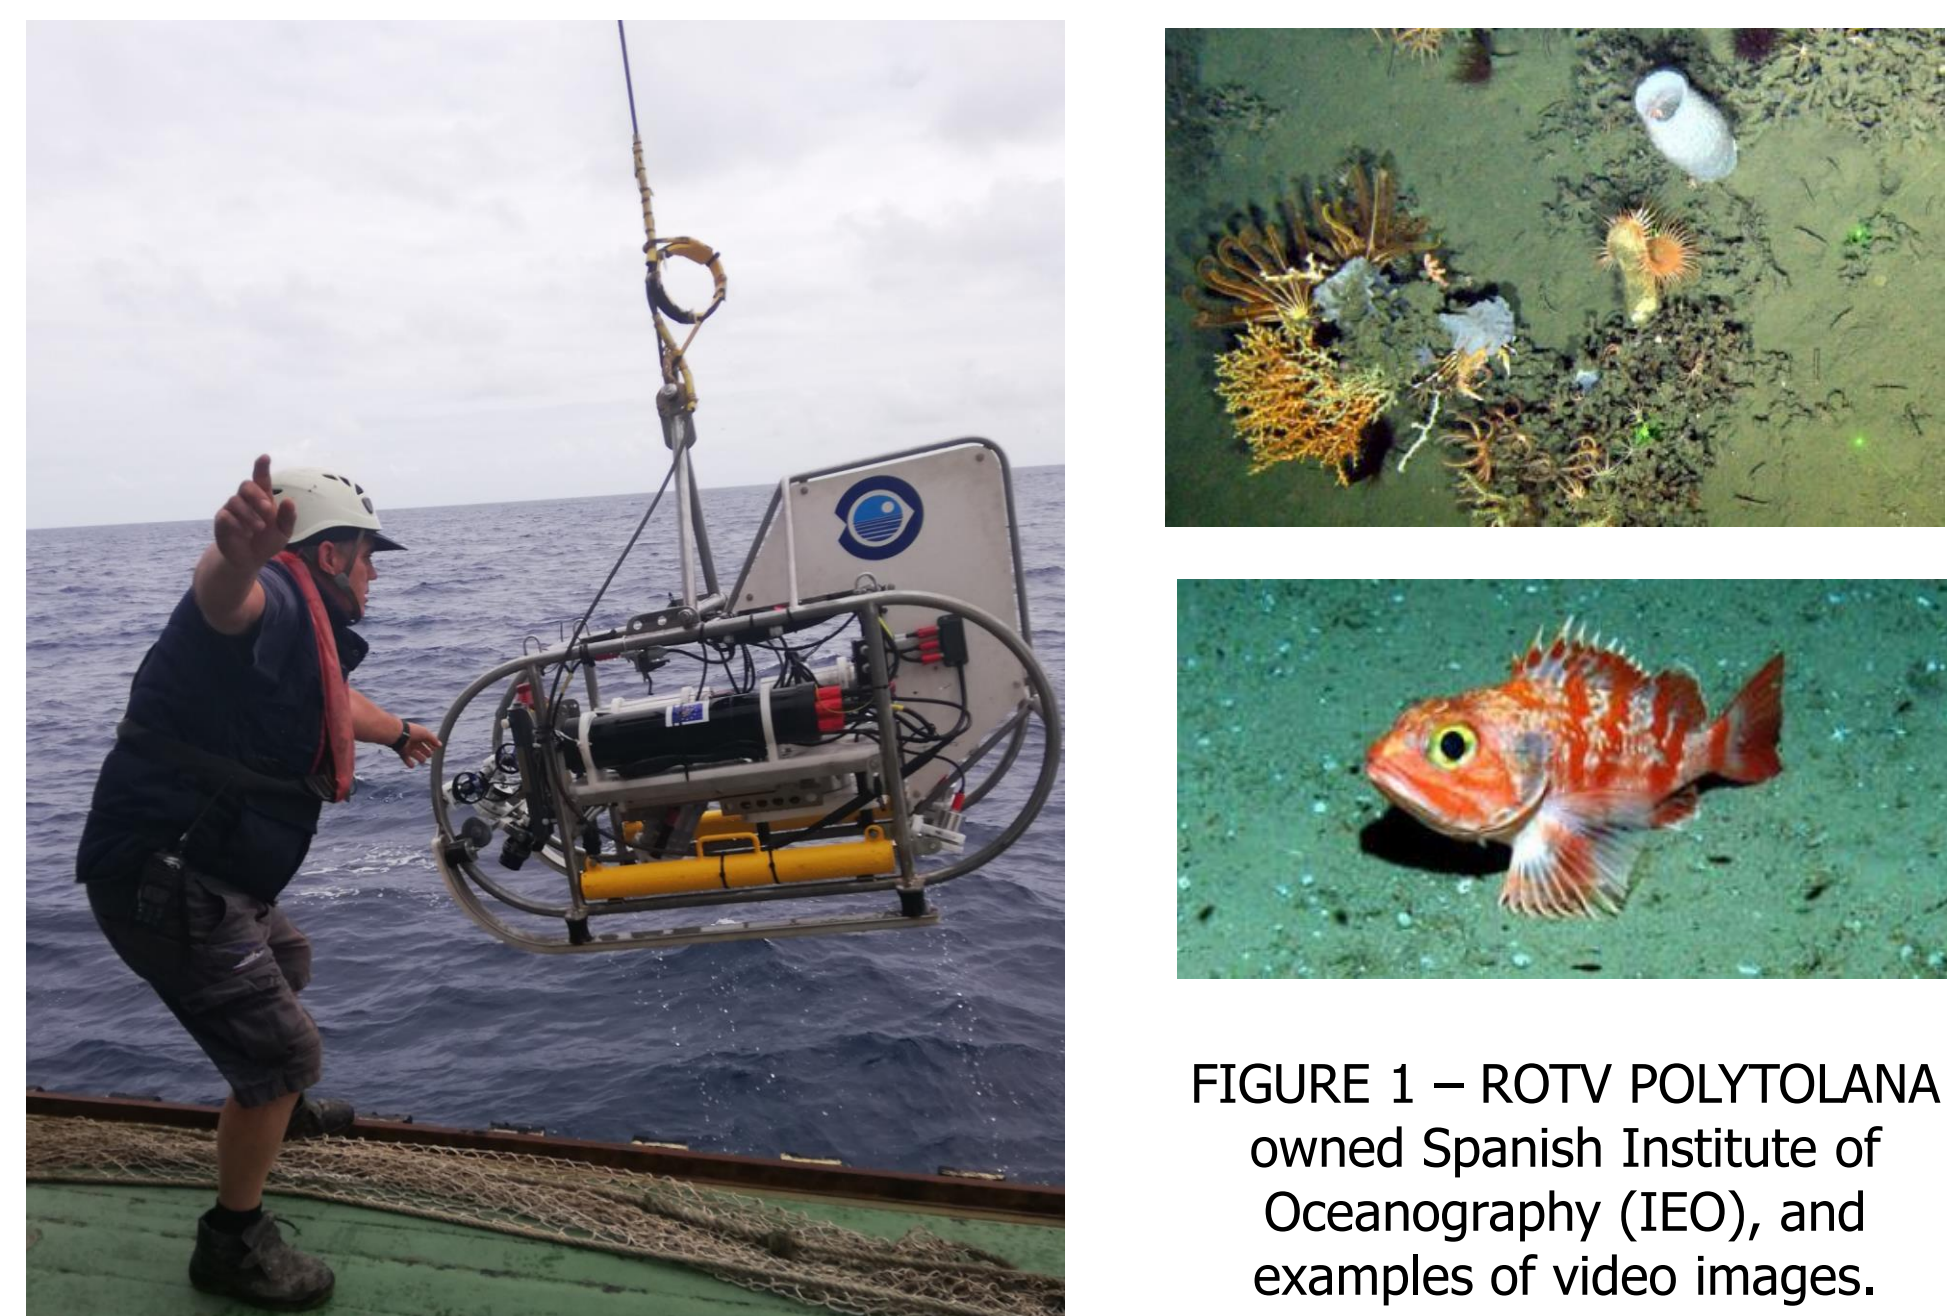 FIGURE 1 – ROTV POLYTOLANA
owned Spanish Institute of
Oceanography (IEO), and
examples of video images.